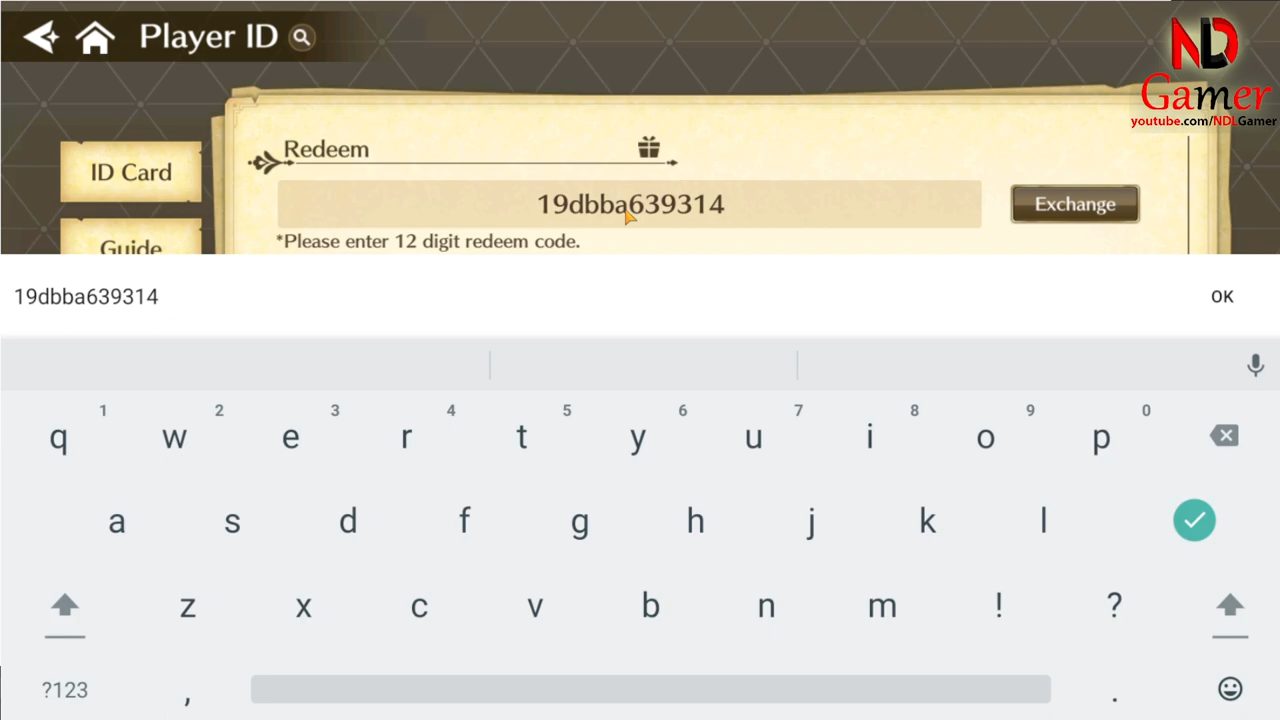 Player ID
ND
Gamer
youtube.com/NDLGamer
ID Card
Guide
Redeem
19dbba639314
Exchange
*Please enter 12 digit redeem code.
19dbba639314
OK
1 2 3 4 5 6 7 8 9 0
q w e r t y u i o p
a s d f g h j k l
z x c v b n m ! ?
?123 , .